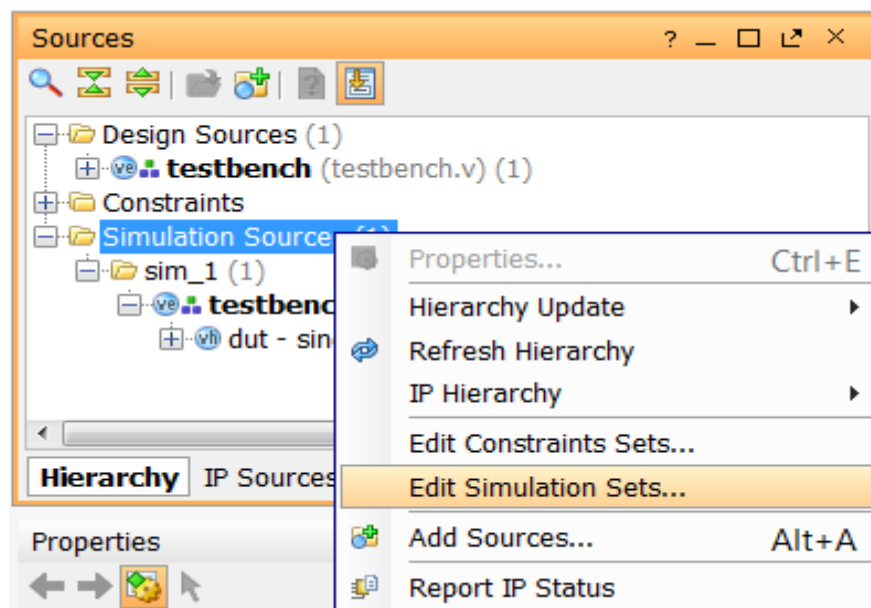 Sources
Design Sources (1)
testbench (testbench.v) (1)
Constraints
Simulation Sources (1)
sim_1 (1)
dut -
Hierarchy IP Sources
Properties
Properties... Ctrl+E
Hierarchy Update
Refresh Hierarchy
IP Hierarchy
Edit Constraints Sets...
Edit Simulation Sets...
Add Sources... Alt+A
Report IP Status